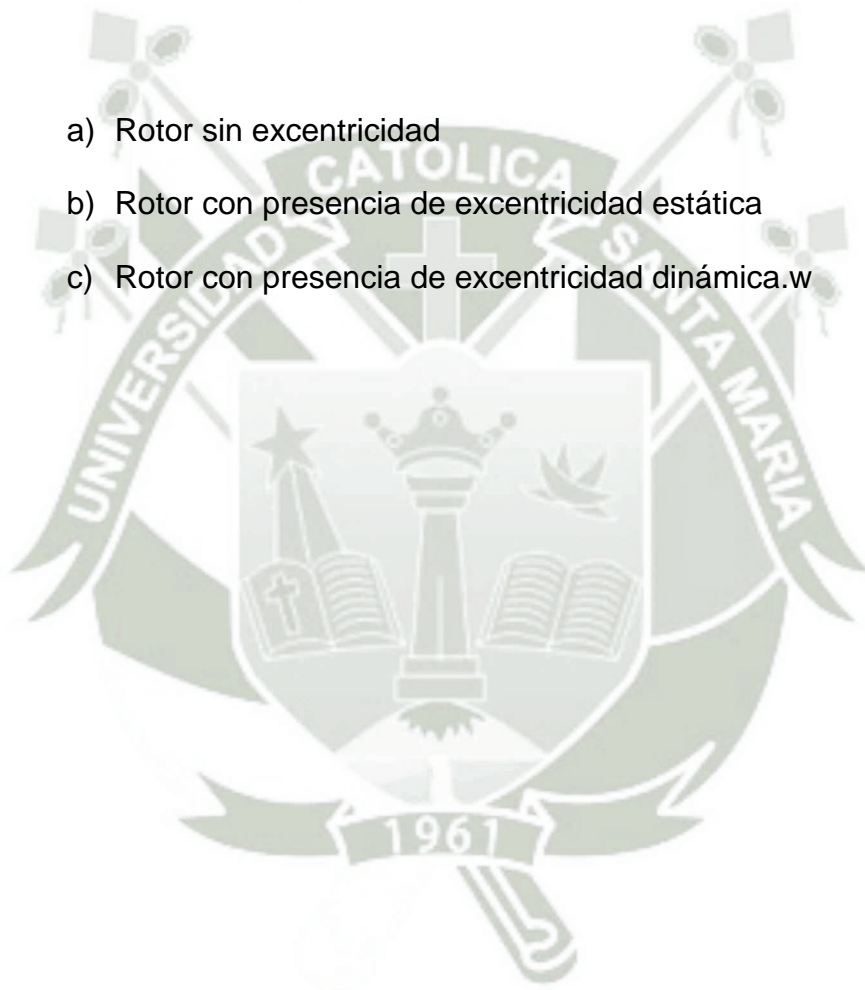 a) Rotor sin excentricidad
CATOLICA
b) Rotor con presencia de excentricidad estática
UNIVERSIDAD
SANTA MARIA
c) Rotor con presencia de excentricidad dinámica.w
1961